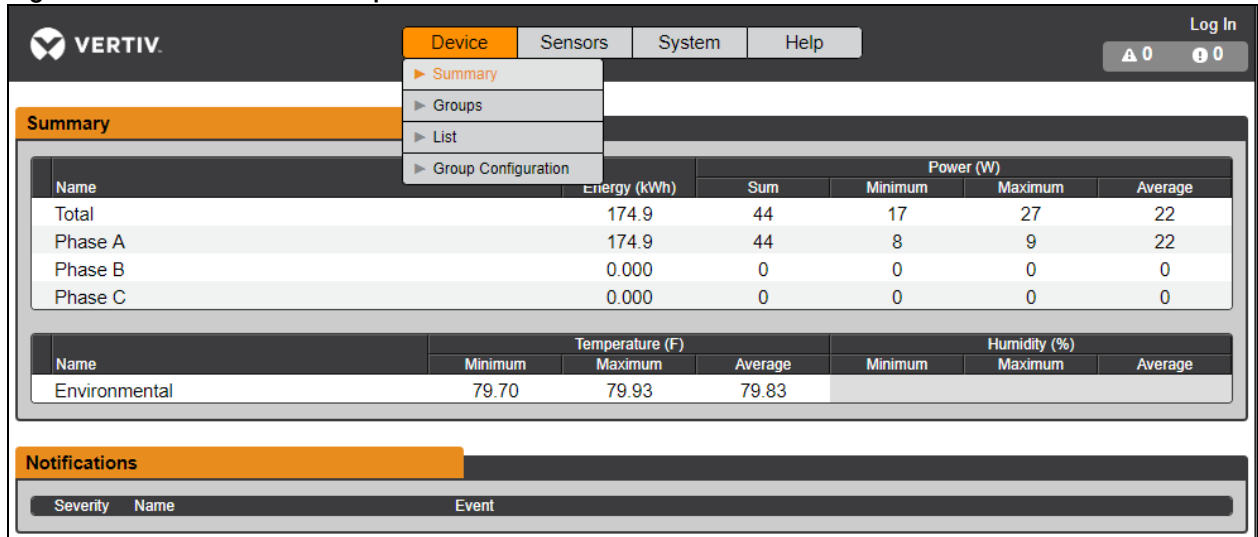 VERTIV.
Log In
Device Sensors System Help
0 0
Summary
Groups
List
Group Configuration
Summary
Power (W)
Name Energy (kWh) Sum Minimum Maximum Average
Total 174.9 44 17 27 22
Phase A 174.9 44 8 9 22
Phase B 0.000 0 0 0 0
Phase C 0.000 0 0 0 0
Temperature (F) Humidity (%)
Name Minimum Maximum Average Minimum Maximum Average
Environmental 79.70 79.93 79.83
Notifications
Severity Name Event